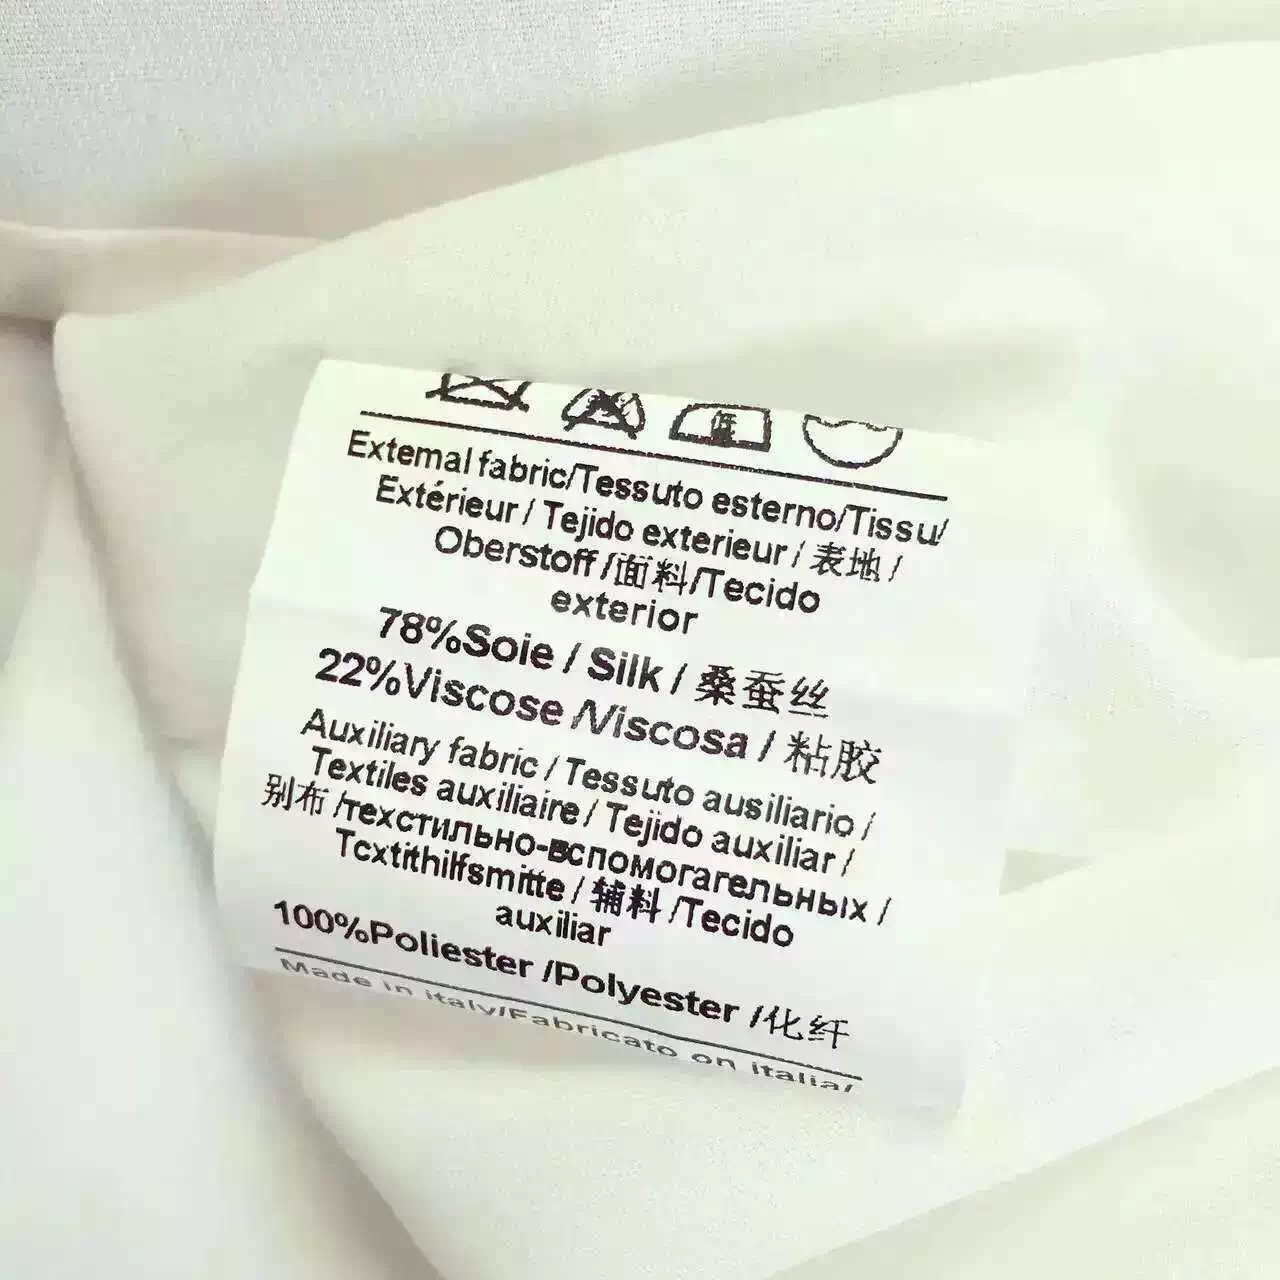 低
Extemal fabric/Tessuto esterno/Tissu/
Extérieur / Tejido exterieur / 表地 /
Oberstoff /面料/Tecido
exterior
78%Soie / Silk / 桑蚕丝
22%Viscose /Viscosa / 粘胶
Auxiliary fabric / Tessuto ausiliario /
Textiles auxiliaire / Tejido auxiliar /
别布 /текстильно-вспомогагельных /
Tcxtithilfsmitte / 辅料 /Tecido
auxiliar
100%Poliester /Polyester /化纤
Made in italy/Fabricato on italia/